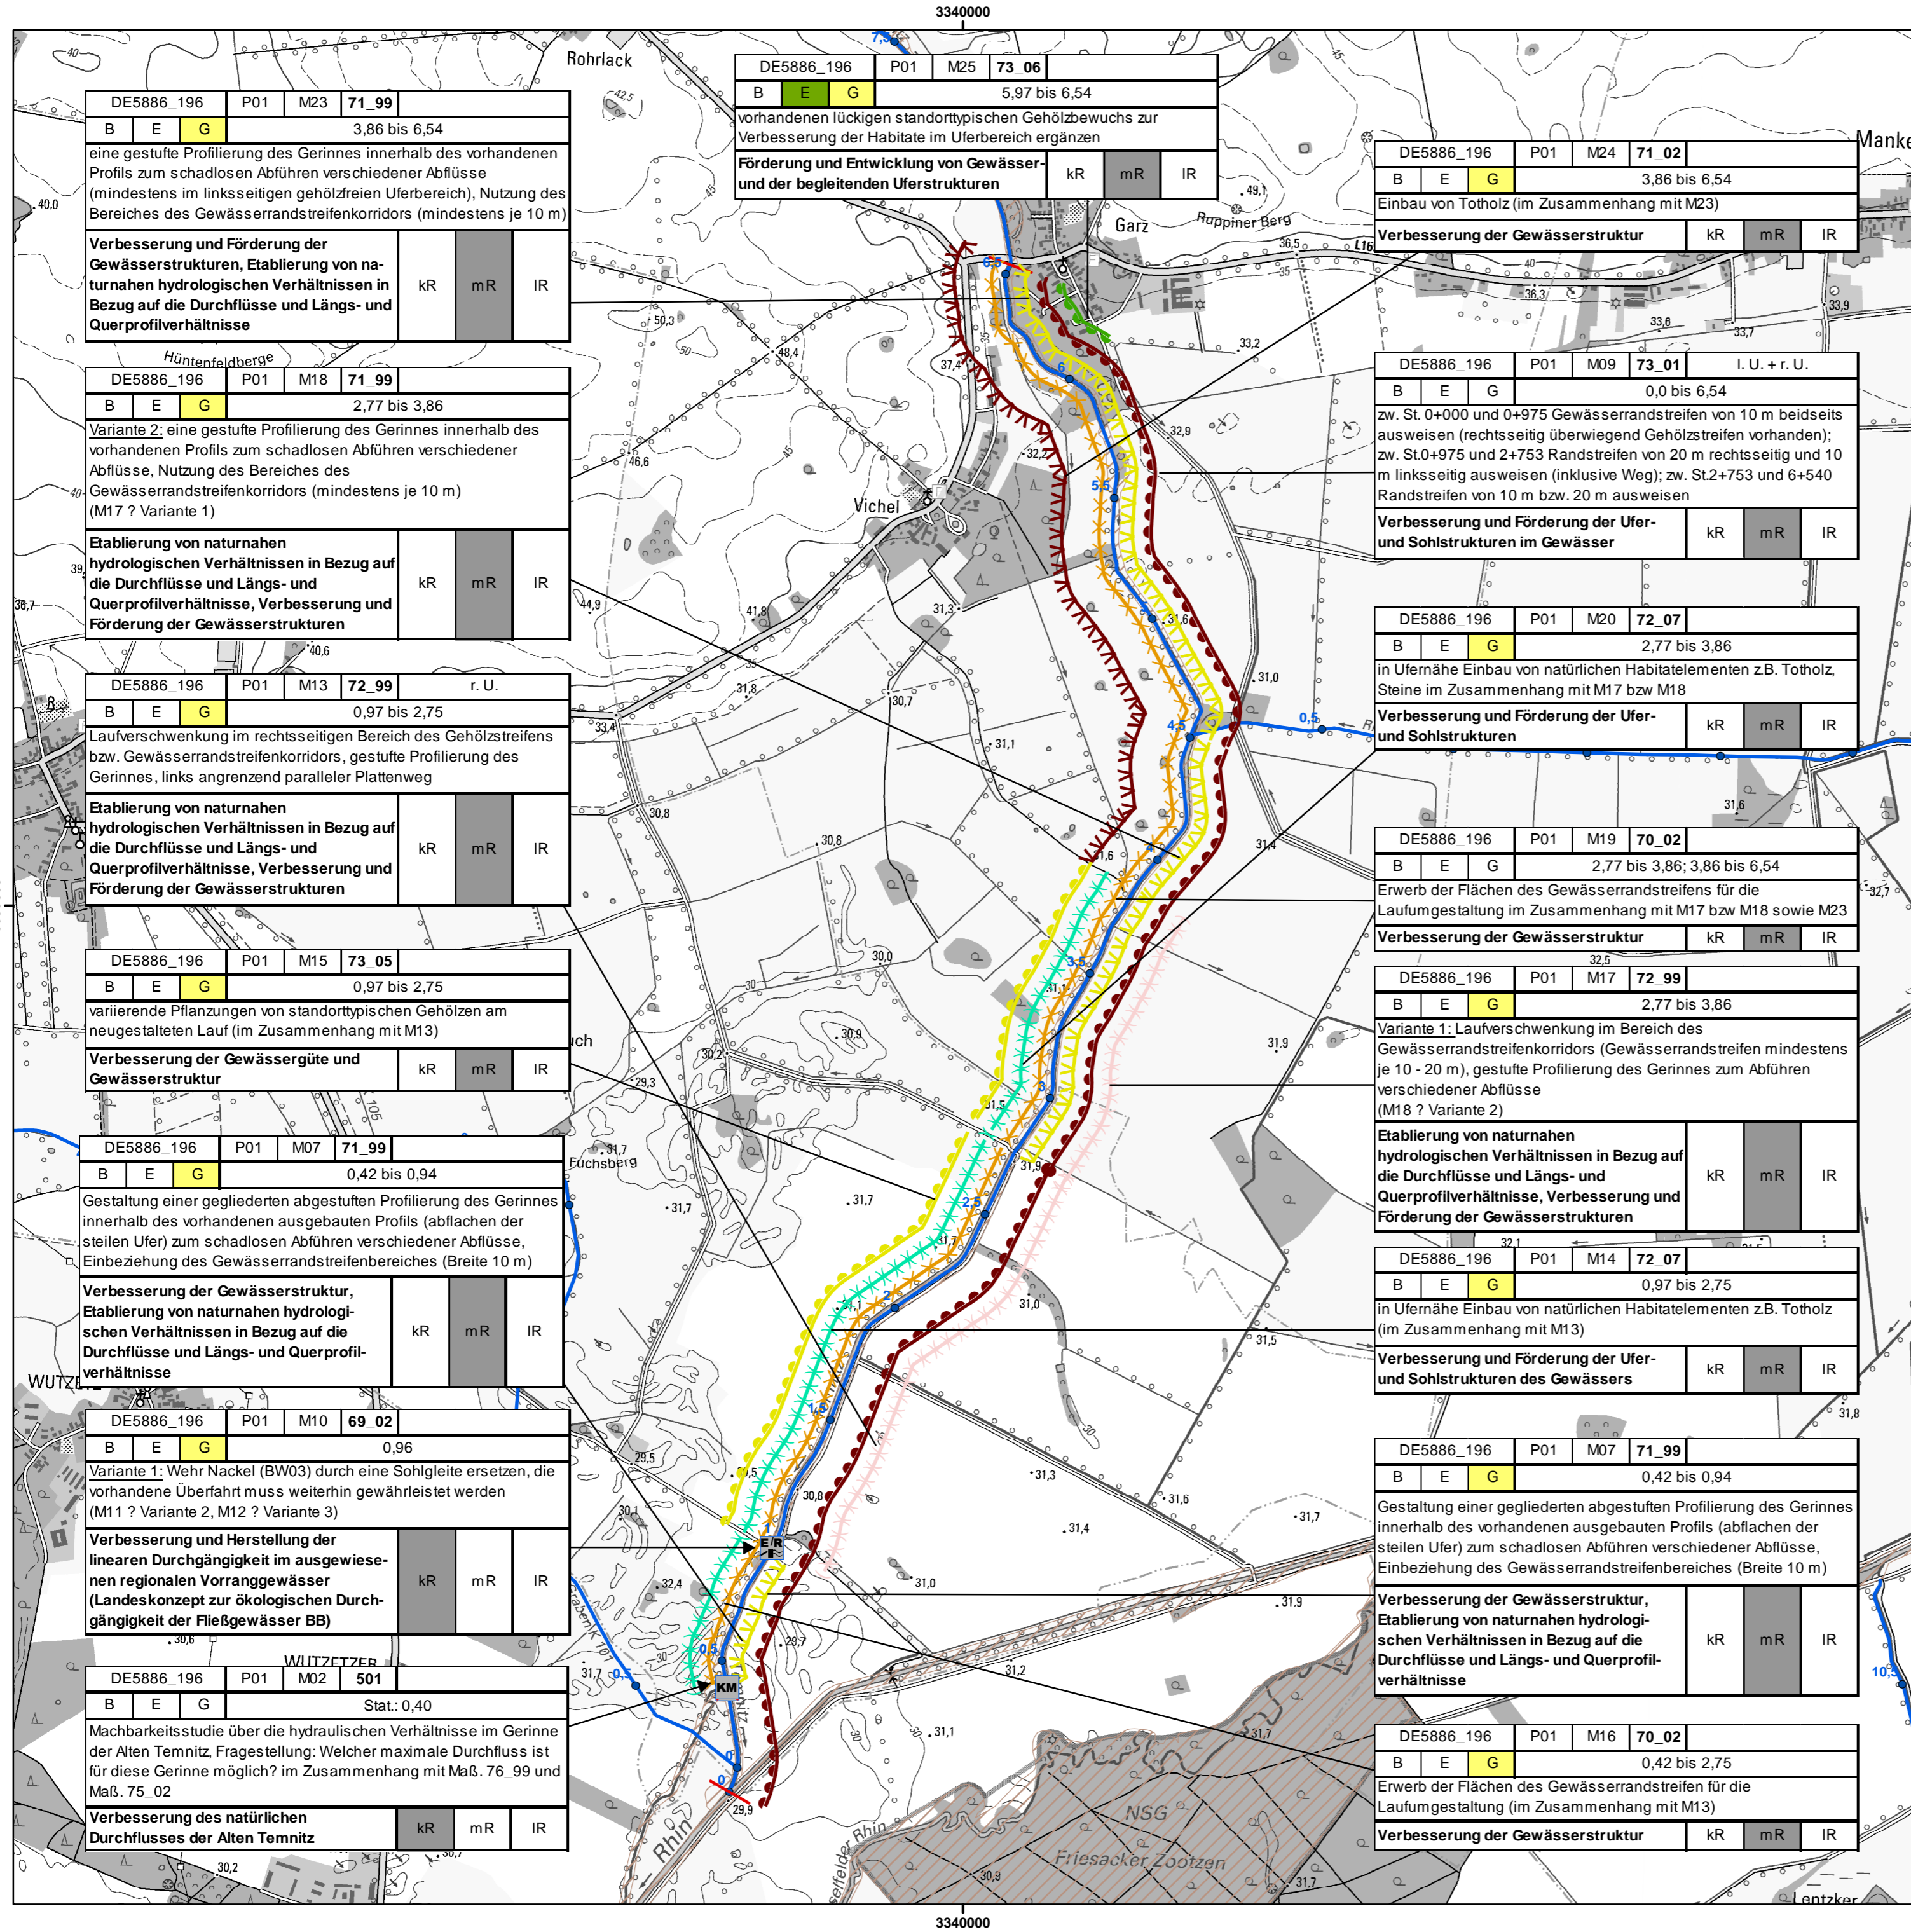 3340000
Rohrlack
DE5886_196 P01 M25 73_06
B E G 5,97 bis 6,54
vorhandenen lückigen standorttypischen Gehölzbewuchs zur
Verbesserung der Habitate im Uferbereich ergänzen
Förderung und Entwicklung von Gewässer-
und der begleitenden Uferstrukturen kR mR lR
DE5886_196 P01 M23 71_99
B E G 3,86 bis 6,54
eine gestufte Profilierung des Gerinnes innerhalb des vorhandenen
Profils zum schadlosen Abführen verschiedener Abflüsse
(mindestens im linksseitigen gehölzfreien Uferbereich), Nutzung des
Bereiches des Gewässerrandstreifenkorridors (mindestens je 10 m)
Verbesserung und Förderung der
Gewässerstrukturen, Etablierung von na-
turnahen hydrologischen Verhältnissen in
Bezug auf die Durchflüsse und Längs- und
Querprofilverhältnisse
kR mR lR
Hüntenfeldberge
DE5886_196 P01 M18 71_99
B E G 2,77 bis 3,86
Variante 2: eine gestufte Profilierung des Gerinnes innerhalb des
vorhandenen Profils zum schadlosen Abführen verschiedener
Abflüsse, Nutzung des Bereiches des
Gewässerrandstreifenkorridors (mindestens je 10 m)
(M17 ? Variante 1)
Etablierung von naturnahen
hydrologischen Verhältnissen in Bezug auf
die Durchflüsse und Längs- und
Querprofilverhältnisse, Verbesserung und
Förderung der Gewässerstrukturen
kR mR lR
DE5886_196 P01 M13 72_99 r. U.
B E G 0,97 bis 2,75
Laufverschwenkung im rechtsseitigen Bereich des Gehölzstreifens
bzw. Gewässerrandstreifenkorridors, gestufte Profilierung des
Gerinnes, links angrenzend paralleler Plattenweg
Etablierung von naturnahen
hydrologischen Verhältnissen in Bezug auf
die Durchflüsse und Längs- und
Querprofilverhältnisse, Verbesserung und
Förderung der Gewässerstrukturen
kR mR lR
DE5886_196 P01 M15 73_05
B E G 0,97 bis 2,75
variierende Pflanzungen von standorttypischen Gehölzen am
neugestalteten Lauf (im Zusammenhang mit M13)
Verbesserung der Gewässergüte und
Gewässerstruktur
kR mR lR
DE5886_196 P01 M07 71_99
B E G 0,42 bis 0,94
Gestaltung einer gegliederten abgestuften Profilierung des Gerinnes
innerhalb des vorhandenen ausgebauten Profils (abflachen der
steilen Ufer) zum schadlosen Abführen verschiedener Abflüsse,
Einbeziehung des Gewässerrandstreifenbereiches (Breite 10 m)
Verbesserung der Gewässerstruktur,
Etablierung von naturnahen hydrologi-
schen Verhältnissen in Bezug auf die
Durchflüsse und Längs- und Querprofil-
verhältnisse
kR mR lR
DE5886_196 P01 M10 69_02
B E G 0,96
Variante 1: Wehr Nackel (BW03) durch eine Sohlgleite ersetzen, die
vorhandene Überfahrt muss weiterhin gewährleistet werden
(M11 ? Variante 2, M12 ? Variante 3)
Verbesserung und Herstellung der
linearen Durchgängigkeit im ausgewiese-
nen regionalen Vorranggewässer
(Landeskonzept zur ökologischen Durch-
gängigkeit der Fließgewässer BB)
kR mR lR
WUTZETZER
DE5886_196 P01 M02 501
B E G Stat.: 0,40
Machbarkeitsstudie über die hydraulischen Verhältnisse im Gerinne
der Alten Temnitz, Fragestellung: Welcher maximale Durchfluss ist
für diese Gerinne möglich? im Zusammenhang mit Maß. 76_99 und
Maß. 75_02
Verbesserung des natürlichen
Durchflusses der Alten Temnitz
kR mR lR
DE5886_196 P01 M24 71_02
B E G 3,86 bis 6,54
Einbau von Totholz (im Zusammenhang mit M23)
Verbesserung der Gewässerstruktur kR mR lR
DE5886_196 P01 M09 73_01 l. U. + r. U.
B E G 0,0 bis 6,54
zw. St. 0+000 und 0+975 Gewässerrandstreifen von 10 m beidseits
ausweisen (rechtsseitig überwiegend Gehölzstreifen vorhanden);
zw. St.0+975 und 2+753 Randstreifen von 20 m rechtsseitig und 10
m linksseitig ausweisen (inklusive Weg); zw. St.2+753 und 6+540
Randstreifen von 10 m bzw. 20 m ausweisen
Verbesserung und Förderung der Ufer-
und Sohlstrukturen im Gewässer
kR mR lR
DE5886_196 P01 M20 72_07
B E G 2,77 bis 3,86
in Ufernähe Einbau von natürlichen Habitatelementen z.B. Totholz,
Steine im Zusammenhang mit M17 bzw M18
Verbesserung und Förderung der Ufer-
und Sohlstrukturen
kR mR lR
DE5886_196 P01 M19 70_02
B E G 2,77 bis 3,86; 3,86 bis 6,54
Erwerb der Flächen des Gewässerrandstreifens für die
Laufumgestaltung im Zusammenhang mit M17 bzw M18 sowie M23
Verbesserung der Gewässerstruktur kR mR lR
DE5886_196 P01 M17 72_99
B E G 2,77 bis 3,86
Variante 1: Laufverschwenkung im Bereich des
Gewässerrandstreifenkorridors (Gewässerrandstreifen mindestens
je 10 - 20 m), gestufte Profilierung des Gerinnes zum Abführen
verschiedener Abflüsse
(M18 ? Variante 2)
Etablierung von naturnahen
hydrologischen Verhältnissen in Bezug auf
die Durchflüsse und Längs- und
Querprofilverhältnisse, Verbesserung und
Förderung der Gewässerstrukturen
kR mR lR
DE5886_196 P01 M14 72_07
B E G 0,97 bis 2,75
in Ufernähe Einbau von natürlichen Habitatelementen z.B. Totholz
(im Zusammenhang mit M13)
Verbesserung und Förderung der Ufer-
und Sohlstrukturen des Gewässers
kR mR lR
DE5886_196 P01 M07 71_99
B E G 0,42 bis 0,94
Gestaltung einer gegliederten abgestuften Profilierung des Gerinnes
innerhalb des vorhandenen ausgebauten Profils (abflachen der
steilen Ufer) zum schadlosen Abführen verschiedener Abflüsse,
Einbeziehung des Gewässerrandstreifenbereiches (Breite 10 m)
Verbesserung der Gewässerstruktur,
Etablierung von naturnahen hydrologi-
schen Verhältnissen in Bezug auf die
Durchflüsse und Längs- und Querprofil-
verhältnisse
kR mR lR
DE5886_196 P01 M16 70_02
B E G 0,42 bis 2,75
Erwerb der Flächen des Gewässerrandstreifen für die
Laufumgestaltung (im Zusammenhang mit M13)
Verbesserung der Gewässerstruktur kR mR lR
Garz
Ruppiner Berg
Vichel
Fuchsberg
E/R
KM
Rhin
NSG
Friesacker Zootzen
Lentzker
3340000